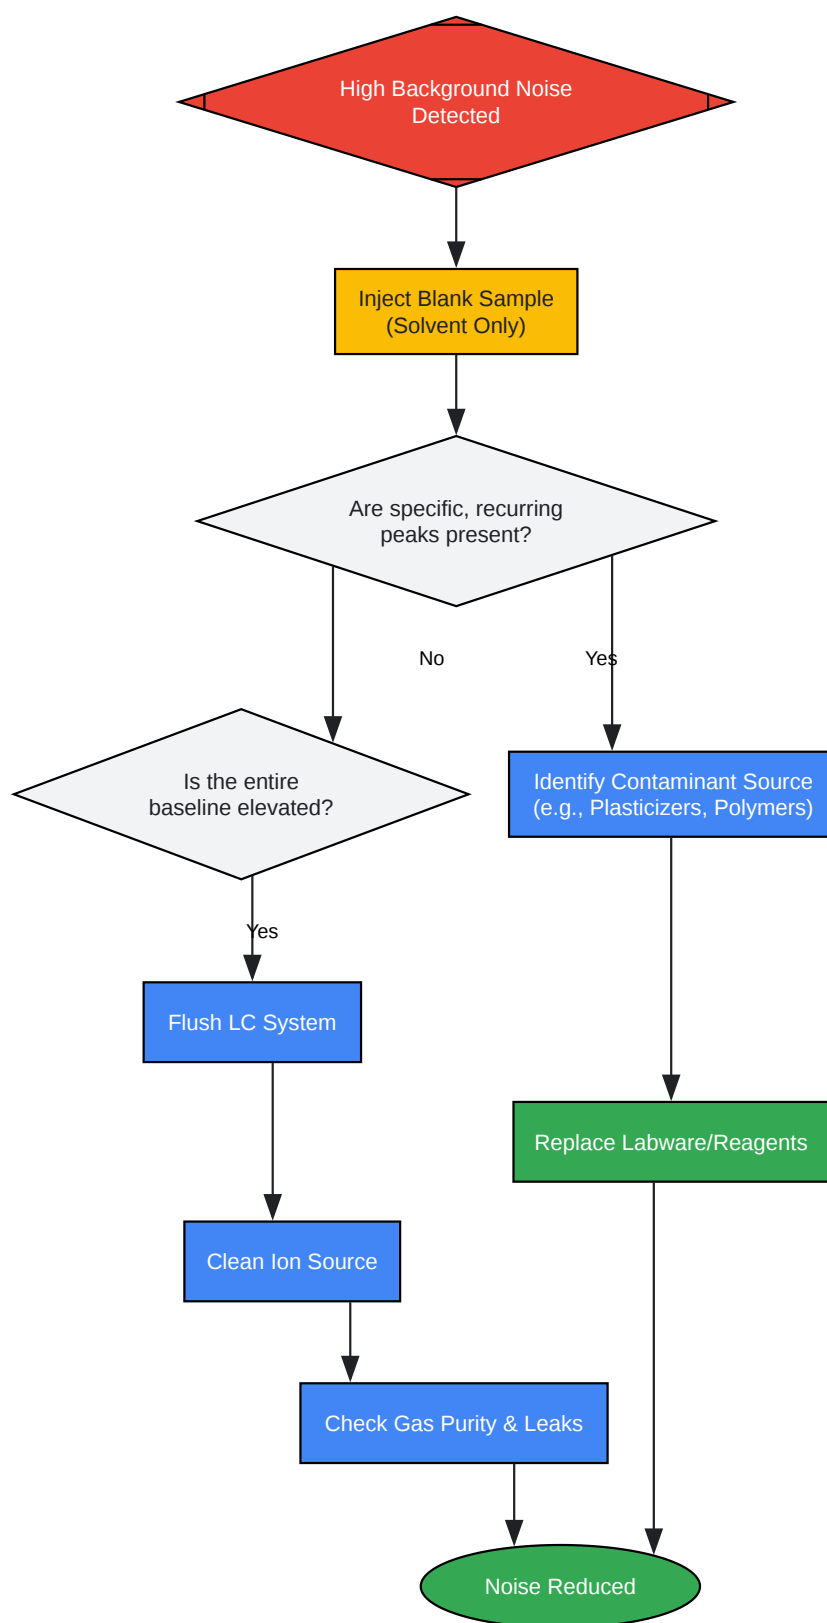 High Background Noise
Detected
Inject Blank Sample
(Solvent Only)
Are specific, recurring
peaks present?
No
Yes
Is the entire
baseline elevated?
Identify Contaminant Source
(e.g., Plasticizers, Polymers)
Yes
Flush LC System
Replace Labware/Reagents
Clean Ion Source
Check Gas Purity & Leaks
Noise Reduced